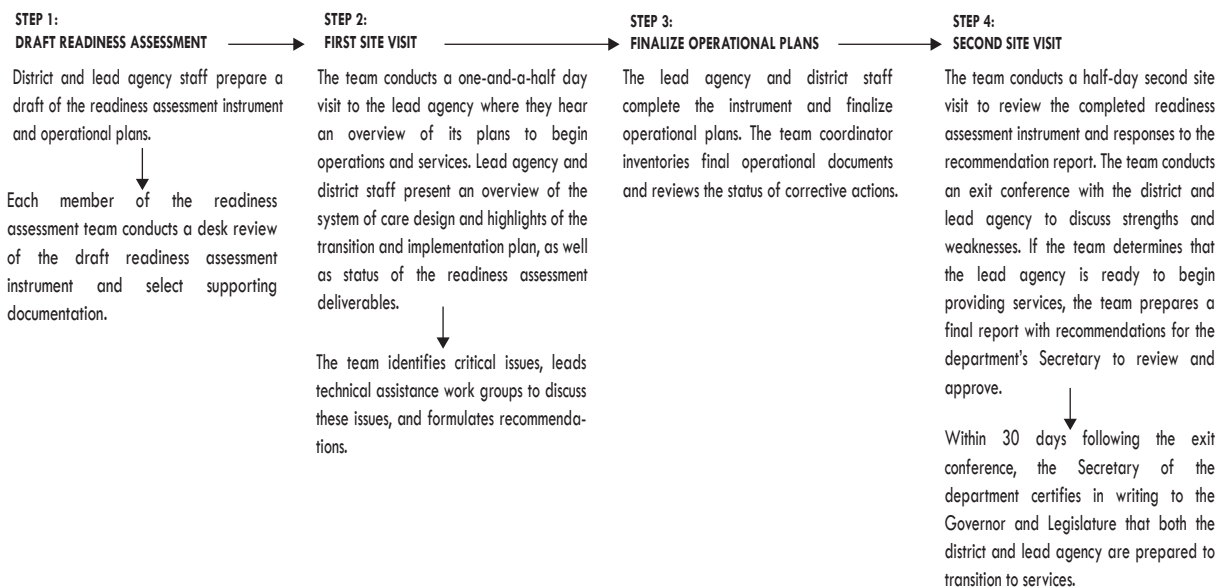 STEP 1:
DRAFT READINESS ASSESSMENT
District and lead agency staff prepare a
draft of the readiness assessment instrument
and operational plans.
Each member of the readiness
assessment team conducts a desk review
of the draft readiness assessment
instrument and select supporting
documentation.
STEP 2:
FIRST SITE VISIT
The team conducts a one-and-a-half day
visit to the lead agency where they hear
an overview of its plans to begin
operations and services. Lead agency and
district staff present an overview of the
system of care design and highlights of the
transition and implementation plan, as well
as status of the readiness assessment
deliverables.
The team identifies critical issues, leads
technical assistance work groups to discuss
these issues, and formulates recommenda-
tions.
STEP 3:
FINALIZE OPERATIONAL PLANS
The lead agency and district staff
complete the instrument and finalize
operational plans. The team coordinator
inventories final operational documents
and reviews the status of corrective actions.
STEP 4:
SECOND SITE VISIT
The team conducts a half-day second site
visit to review the completed readiness
assessment instrument and responses to the
recommendation report. The team conducts
an exit conference with the district and
lead agency to discuss strengths and
weaknesses. If the team determines that
the lead agency is ready to begin
providing services, the team prepares a
final report with recommendations for the
department's Secretary to review and
approve.
Within 30 days following the exit
conference, the Secretary of the
department certifies in writing to the
Governor and Legislature that both the
district and lead agency are prepared to
transition to services.